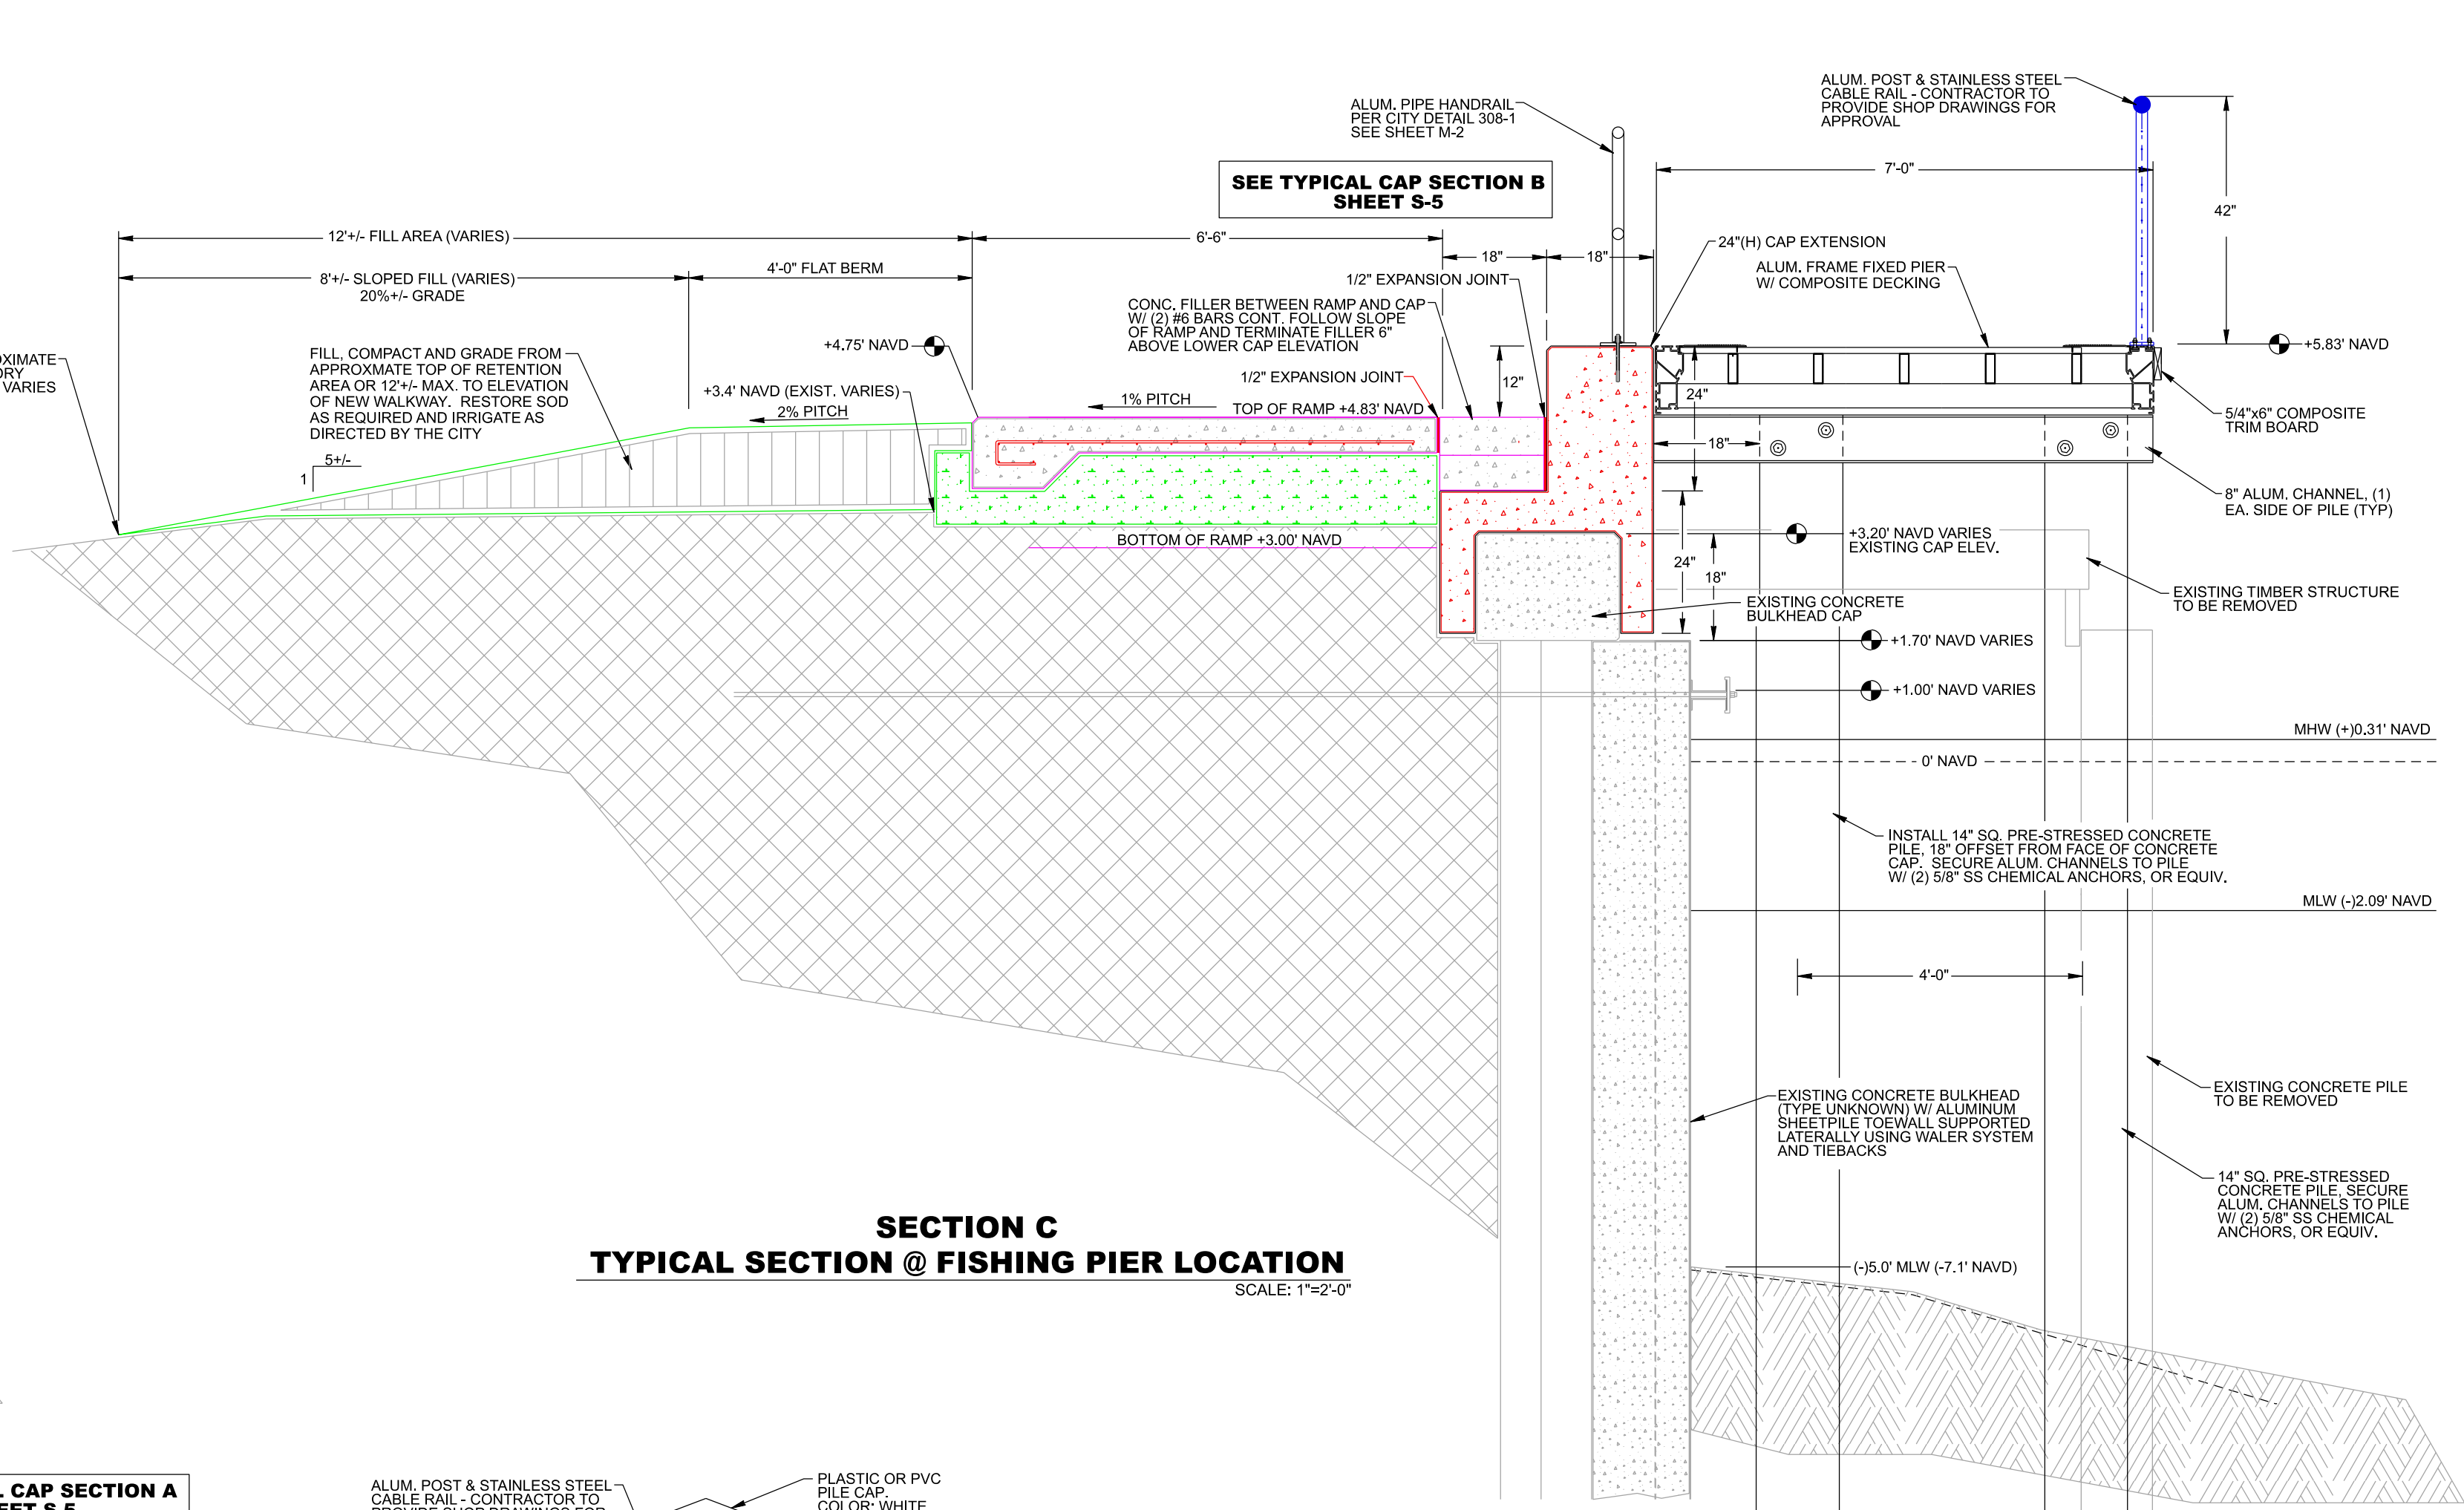 ALUM. POST & STAINLESS STEEL
CABLE RAIL - CONTRACTOR TO
PROVIDE SHOP DRAWINGS FOR
APPROVAL
ALUM. PIPE HANDRAIL
PER CITY DETAIL 308-1
SEE SHEET M-2
SEE TYPICAL CAP SECTION B
SHEET S-5
7'-0"
42"
12'+/- FILL AREA (VARIES)
6'-6"
18"
18"
24"(H) CAP EXTENSION
8'+/- SLOPED FILL (VARIES)
20%+/- GRADE
4'-0" FLAT BERM
1/2" EXPANSION JOINT
ALUM. FRAME FIXED PIER
W/ COMPOSITE DECKING
CONC. FILLER BETWEEN RAMP AND CAP
W/ (2) #6 BARS CONT. FOLLOW SLOPE
OF RAMP AND TERMINATE FILLER 6"
ABOVE LOWER CAP ELEVATION
+4.75' NAVD
+5.83' NAVD
OXIMATE
ORY
VARIES
FILL, COMPACT AND GRADE FROM
APPROXMATE TOP OF RETENTION
AREA OR 12'+/- MAX. TO ELEVATION
OF NEW WALKWAY.  RESTORE SOD
AS REQUIRED AND IRRIGATE AS
DIRECTED BY THE CITY
+3.4' NAVD (EXIST. VARIES)
2% PITCH
1% PITCH
1/2" EXPANSION JOINT
TOP OF RAMP +4.83' NAVD
12"
24"
18"
5/4"x6" COMPOSITE
TRIM BOARD
5+/-
1
8" ALUM. CHANNEL, (1)
EA. SIDE OF PILE (TYP)
BOTTOM OF RAMP +3.00' NAVD
+3.20' NAVD VARIES
EXISTING CAP ELEV.
24"
18"
EXISTING CONCRETE
BULKHEAD CAP
EXISTING TIMBER STRUCTURE
TO BE REMOVED
+1.70' NAVD VARIES
+1.00' NAVD VARIES
MHW (+)0.31' NAVD
0' NAVD
INSTALL 14" SQ. PRE-STRESSED CONCRETE
PILE, 18" OFFSET FROM FACE OF CONCRETE
CAP.  SECURE ALUM. CHANNELS TO PILE
W/ (2) 5/8" SS CHEMICAL ANCHORS, OR EQUIV.
MLW (-)2.09' NAVD
4'-0"
EXISTING CONCRETE BULKHEAD
(TYPE UNKNOWN) W/ ALUMINUM
SHEETPILE TOEWALL SUPPORTED
LATERALLY USING WALER SYSTEM
AND TIEBACKS
EXISTING CONCRETE PILE
TO BE REMOVED
14" SQ. PRE-STRESSED
CONCRETE PILE, SECURE
ALUM. CHANNELS TO PILE
W/ (2) 5/8" SS CHEMICAL
ANCHORS, OR EQUIV.
SECTION C
TYPICAL SECTION @ FISHING PIER LOCATION
SCALE: 1"=2'-0"
(-)5.0' MLW (-7.1' NAVD)
CAP SECTION A
ALUM. POST & STAINLESS STEEL
CABLE RAIL - CONTRACTOR TO
PROVIDE SHOP DRAWINGS FOR
PLASTIC OR PVC
PILE CAP.
COLOR: WHITE